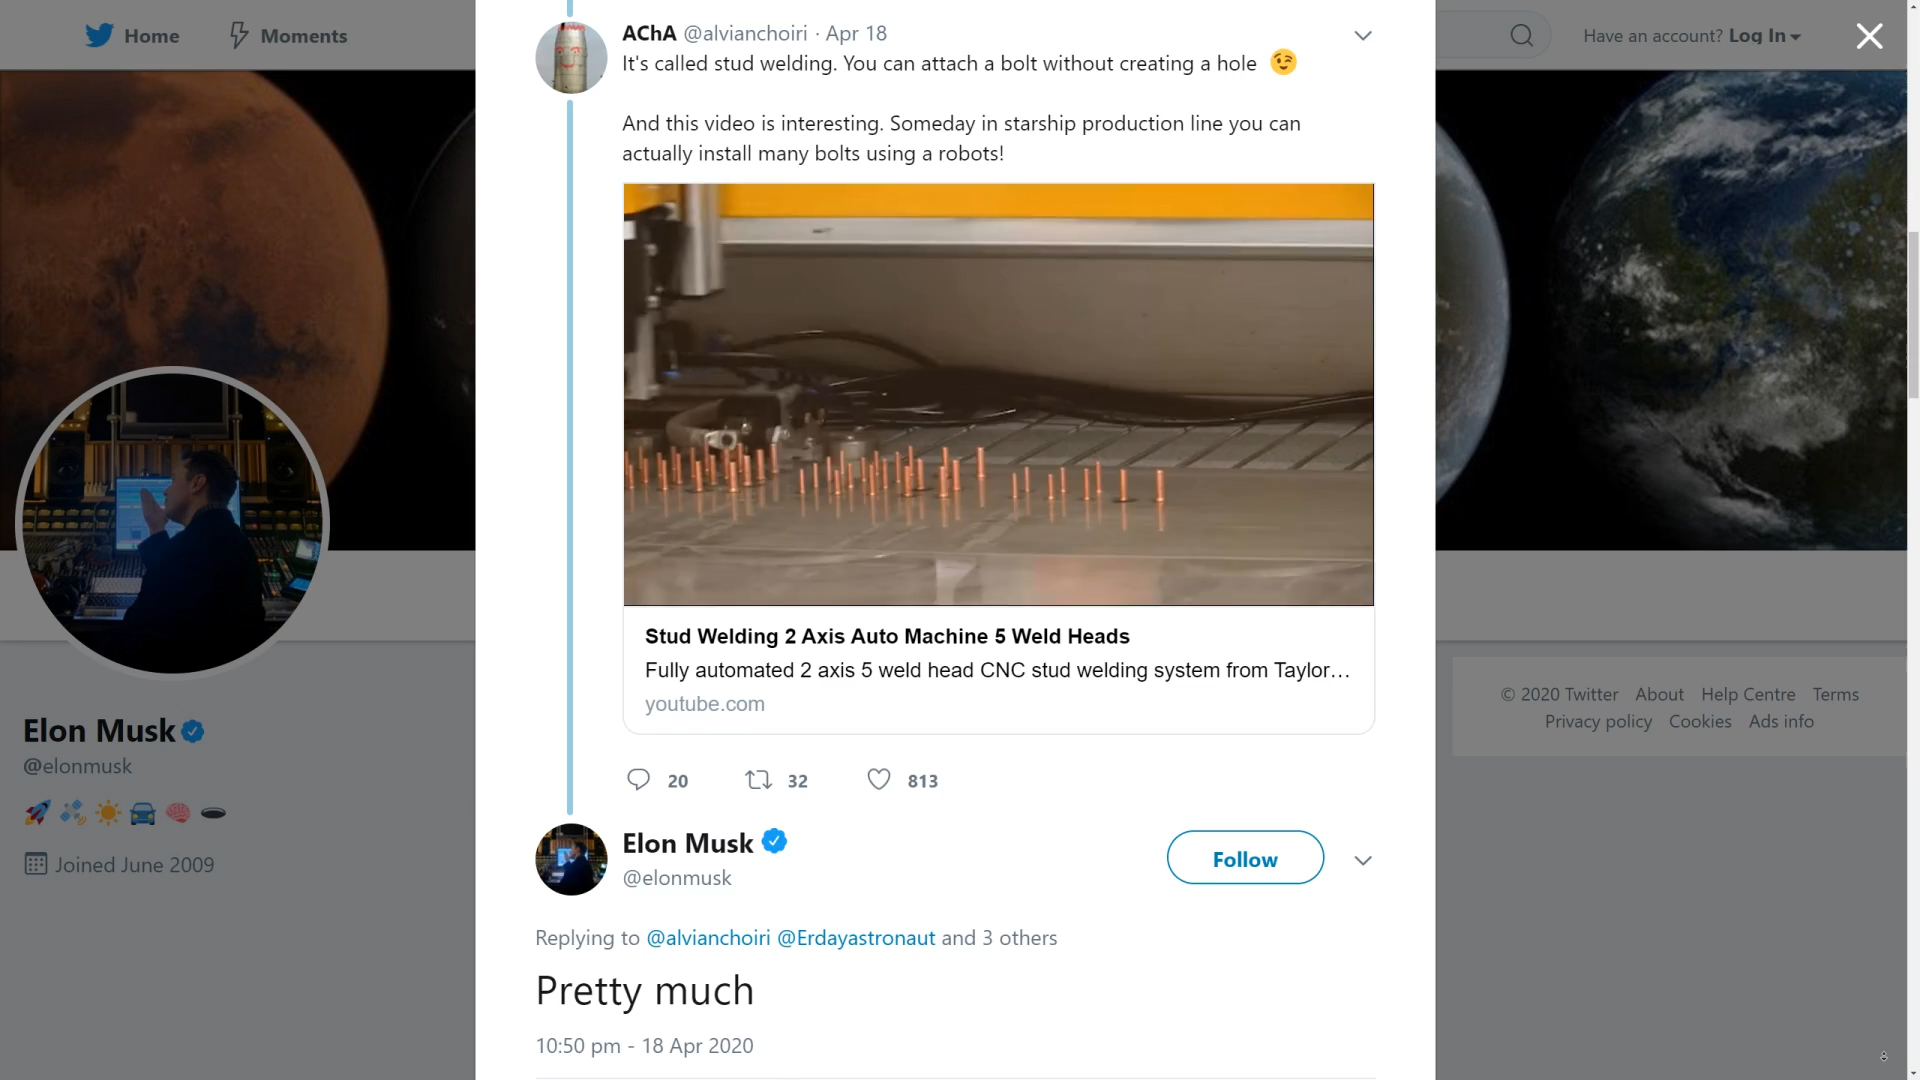 Home
Moments
Have an account? Log In
AChA @alvianchoiri · Apr 18
It's called stud welding. You can attach a bolt without creating a hole 😉
And this video is interesting. Someday in starship production line you can
actually install many bolts using a robots!
Stud Welding 2 Axis Auto Machine 5 Weld Heads
Fully automated 2 axis 5 weld head CNC stud welding system from Taylor...
youtube.com
20
32
813
Elon Musk
@elonmusk
Follow
Replying to @alvianchoiri @Erdayastronaut and 3 others
Pretty much
10:50 pm - 18 Apr 2020
Elon Musk
@elonmusk
Joined June 2009
© 2020 Twitter About Help Centre Terms
Privacy policy Cookies Ads info